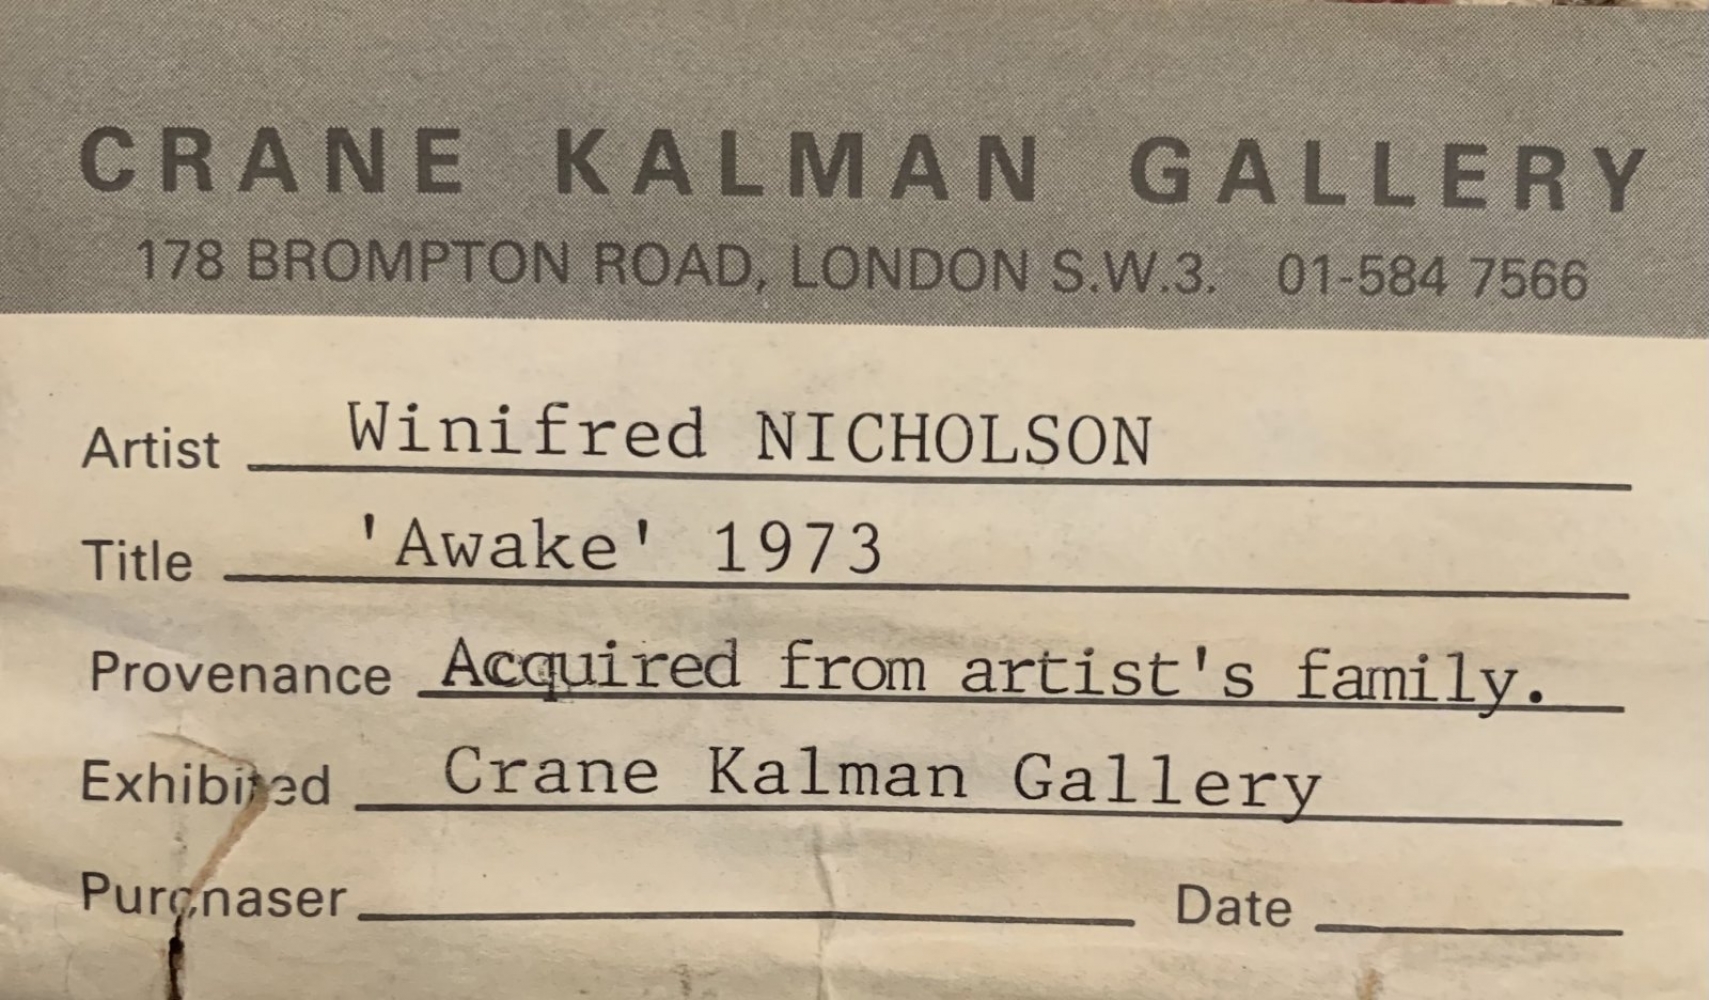 CRANE KALMAN GALLERY
178 BROMPTON ROAD, LONDON S.W.3. 01-584 7566
Artist Winifred NICHOLSON
Title 'Awake' 1973
Provenance Acquired from artist's family.
Exhibited Crane Kalman Gallery
Purchaser Date